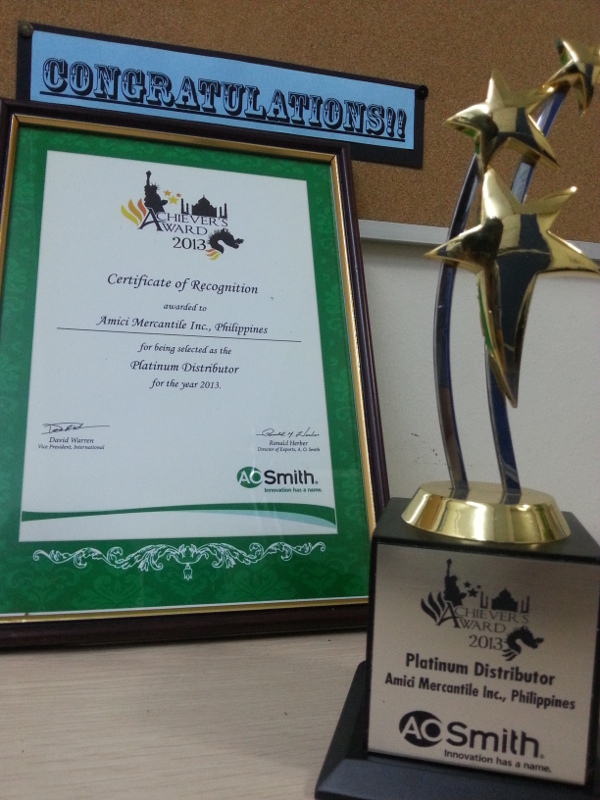 CONGRATULATIONS!!
ACHIEVER'S
AWARD
2013
Certificate of Recognition
awarded to
Amici Mercantile Inc., Philippines
for being selected as the
Platinum Distributor
for the year 2013.
David Warren
Vice President, International
Ronald Herber
Director of Exports, A. O. Smith
AO Smith®
Innovation has a name.
ACHIEVER'S
AWARD
2013
Platinum Distributor
Amici Mercantile Inc., Philippines
AO Smith®
Innovation has a name.